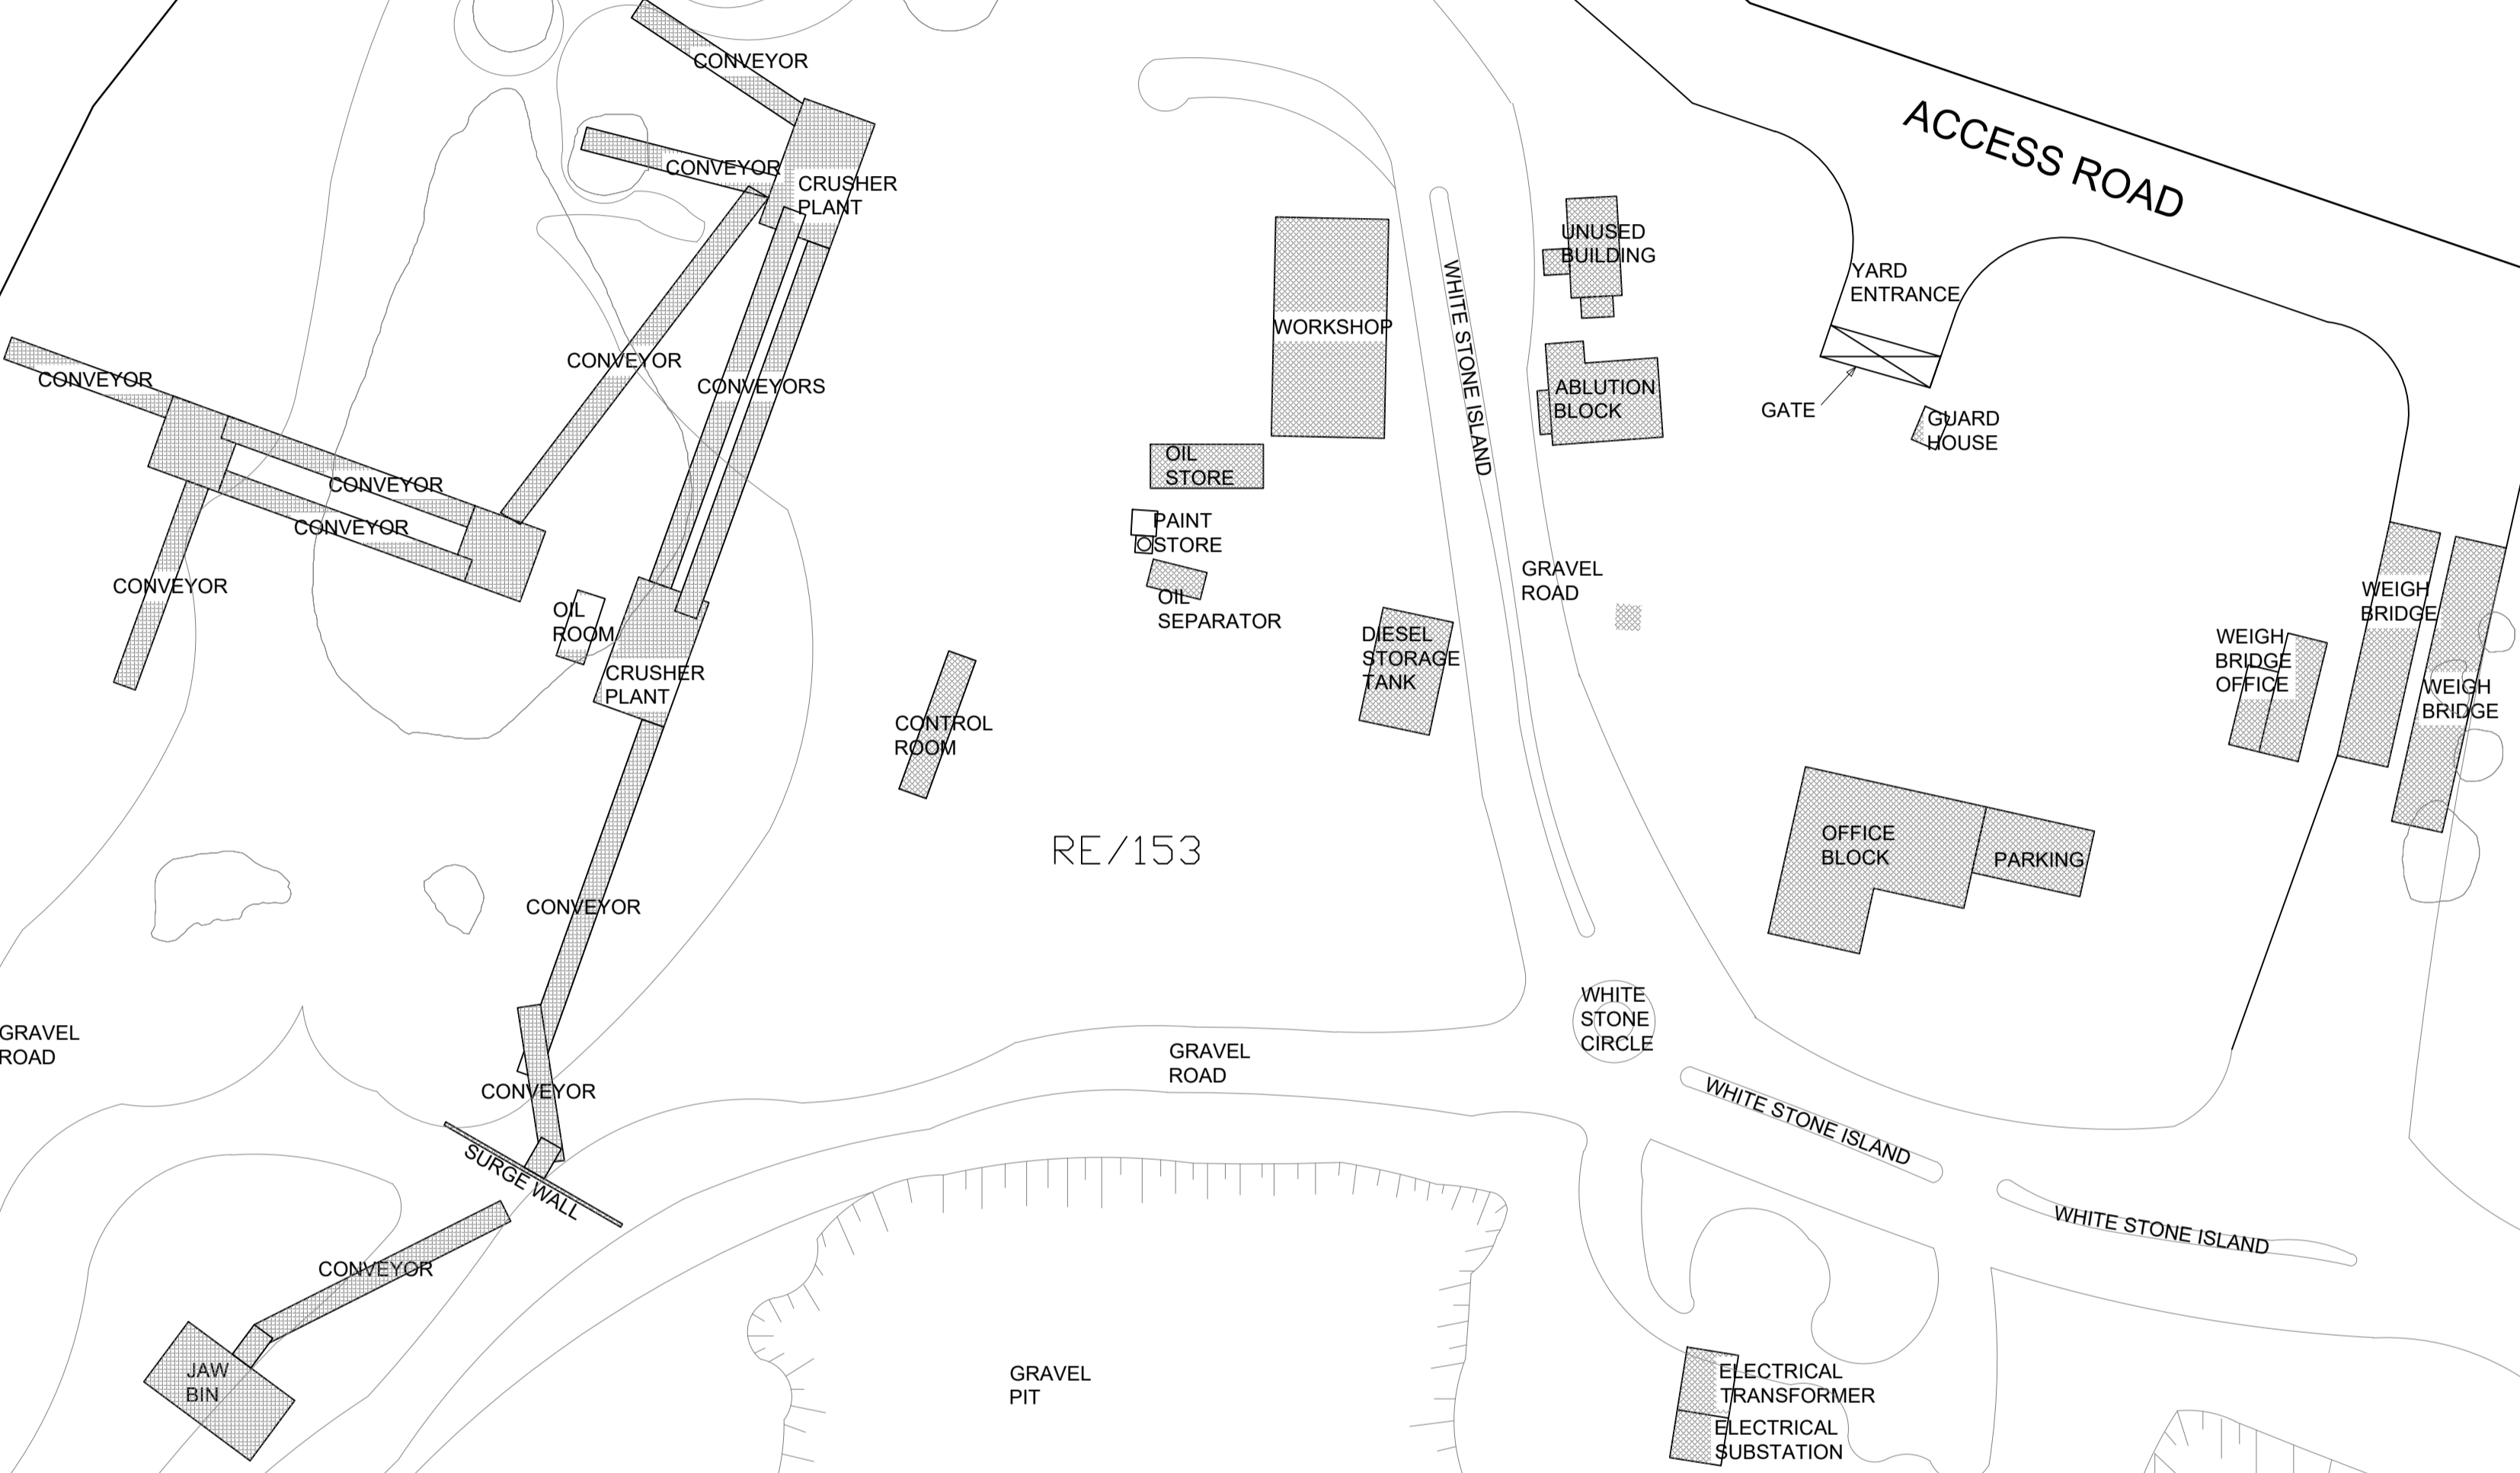 CONVEYOR
ACCESS ROAD
CONVEYOR
CRUSHER
PLANT
UNUSED
BUILDING
YARD
ENTRANCE
WORKSHOP
WHITE STONE ISLAND
CONVEYOR
CONVEYOR
CONVEYORS
ABLUTION
BLOCK
GATE
GUARD
HOUSE
OIL
STORE
CONVEYOR
CONVEYOR
PAINT
STORE
CONVEYOR
GRAVEL
ROAD
WEIGH
BRIDGE
OIL
ROOM
OIL
SEPARATOR
DIESEL
STORAGE
TANK
WEIGH
BRIDGE
OFFICE
CRUSHER
PLANT
WEIGH
BRIDGE
CONTROL
ROOM
RE/153
OFFICE
BLOCK
PARKING
CONVEYOR
WHITE
STONE
CIRCLE
GRAVEL
ROAD
GRAVEL
ROAD
CONVEYOR
WHITE STONE ISLAND
SURGE WALL
WHITE STONE ISLAND
CONVEYOR
JAW
BIN
GRAVEL
PIT
ELECTRICAL
TRANSFORMER
ELECTRICAL
SUBSTATION